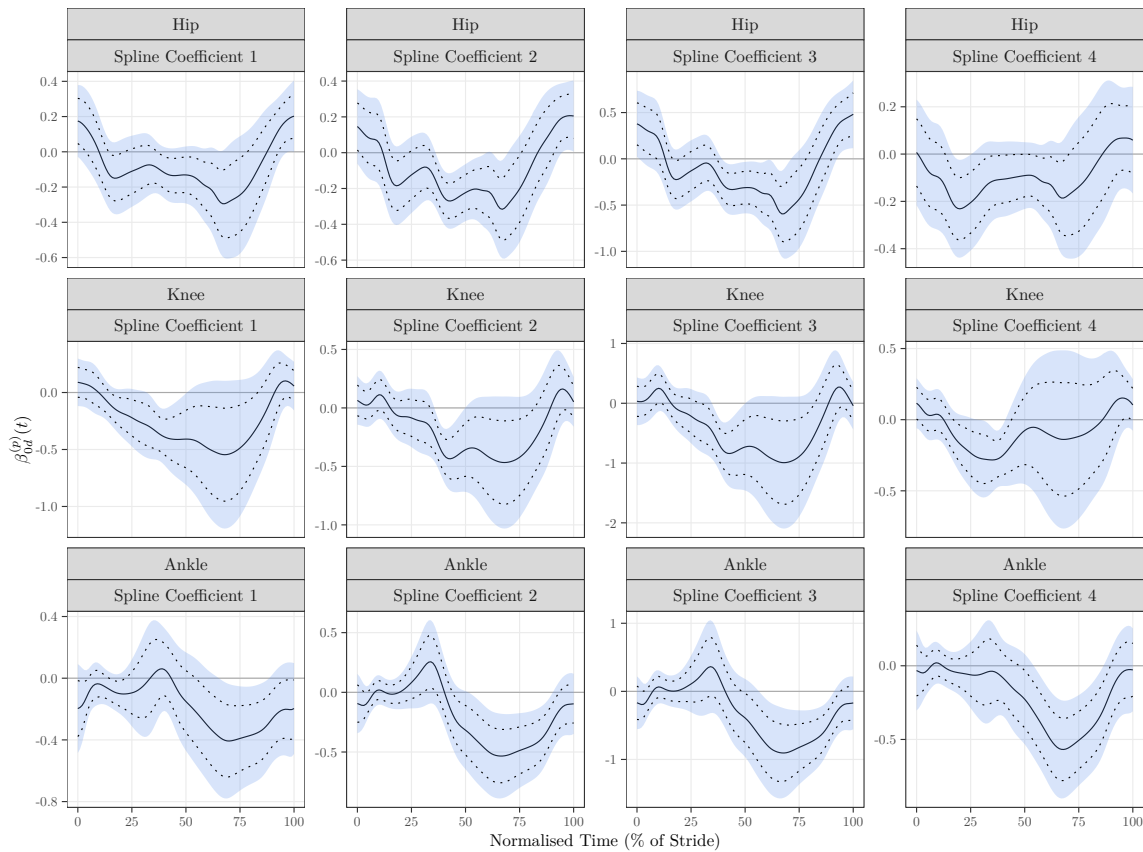 Hip Hip Hip Hip
Spline Coefficient 1 Spline Coefficient 2 Spline Coefficient 3 Spline Coefficient 4
0.4 0.4 0.5 0.2
0.2 0.2 0.0 0.0
0.0 0.0 -0.5 -0.2
-0.2 -0.2 -1.0 -0.4
-0.4 -0.4
-0.6 -0.6
Knee Knee Knee Knee
Spline Coefficient 1 Spline Coefficient 2 Spline Coefficient 3 Spline Coefficient 4
0.0 0.5 1 0.5
-0.5 0.0 0 0.0
-1.0 -0.5 -1 -0.5
-1.0 -2
β₀d⁽ᵖ⁾(t)
Ankle Ankle Ankle Ankle
Spline Coefficient 1 Spline Coefficient 2 Spline Coefficient 3 Spline Coefficient 4
0.4 0.5 1 0.0
0.0 0.0 0 -0.5
-0.4 -0.5 -1
-0.8
0 25 50 75 100 0 25 50 75 100 0 25 50 75 100 0 25 50 75 100
Normalised Time (% of Stride)